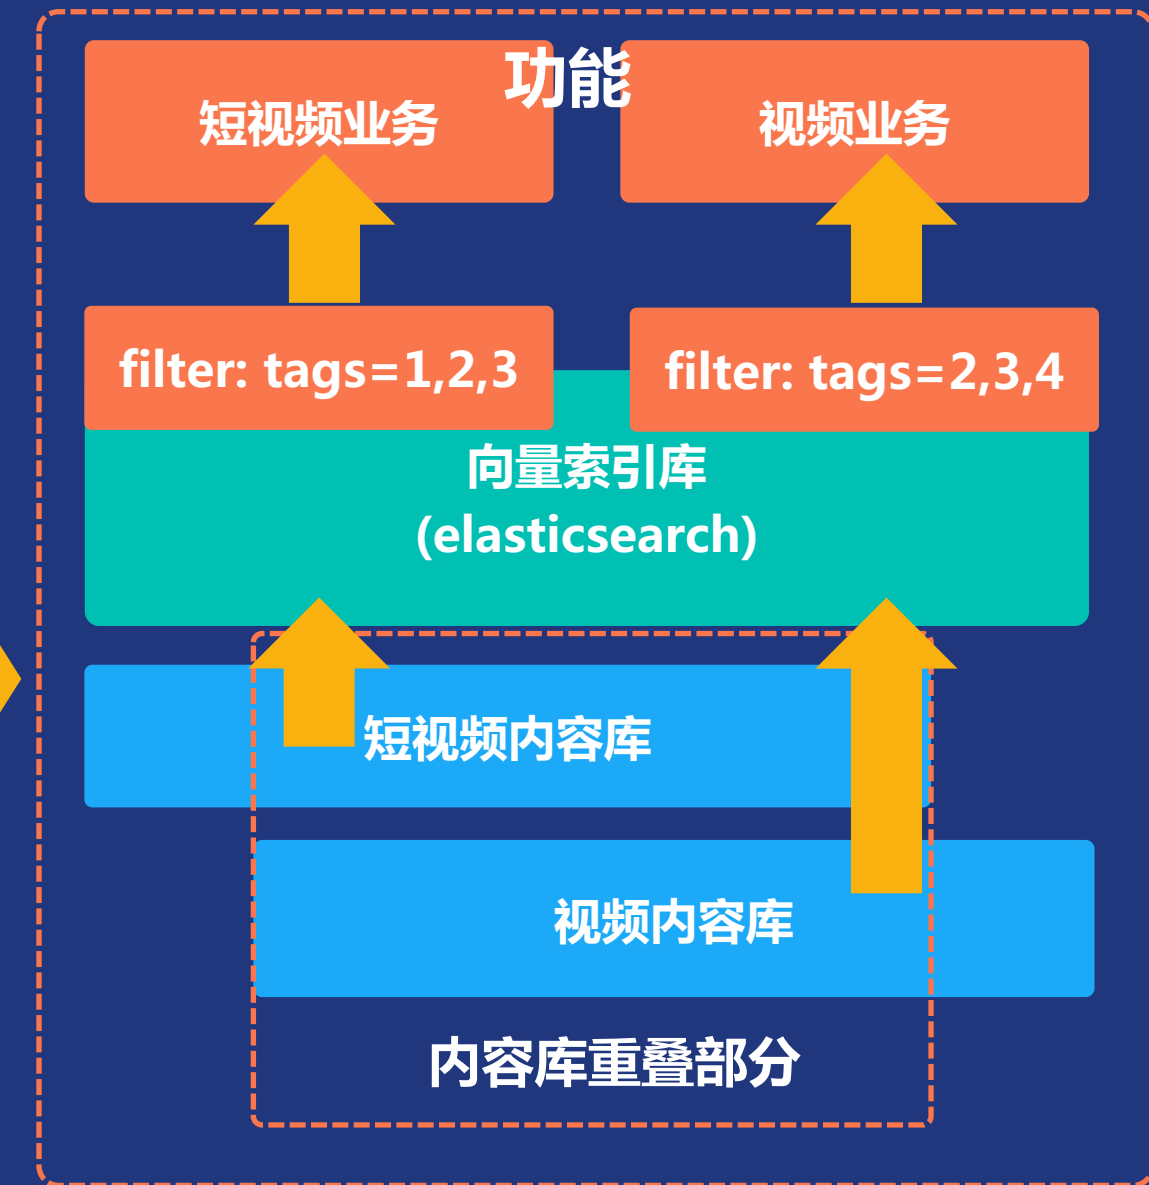 功能
短视频业务
视频业务
filter: tags=1,2,3
filter: tags=2,3,4
向量索引库
(elasticsearch)
短视频内容库
视频内容库
内容库重叠部分